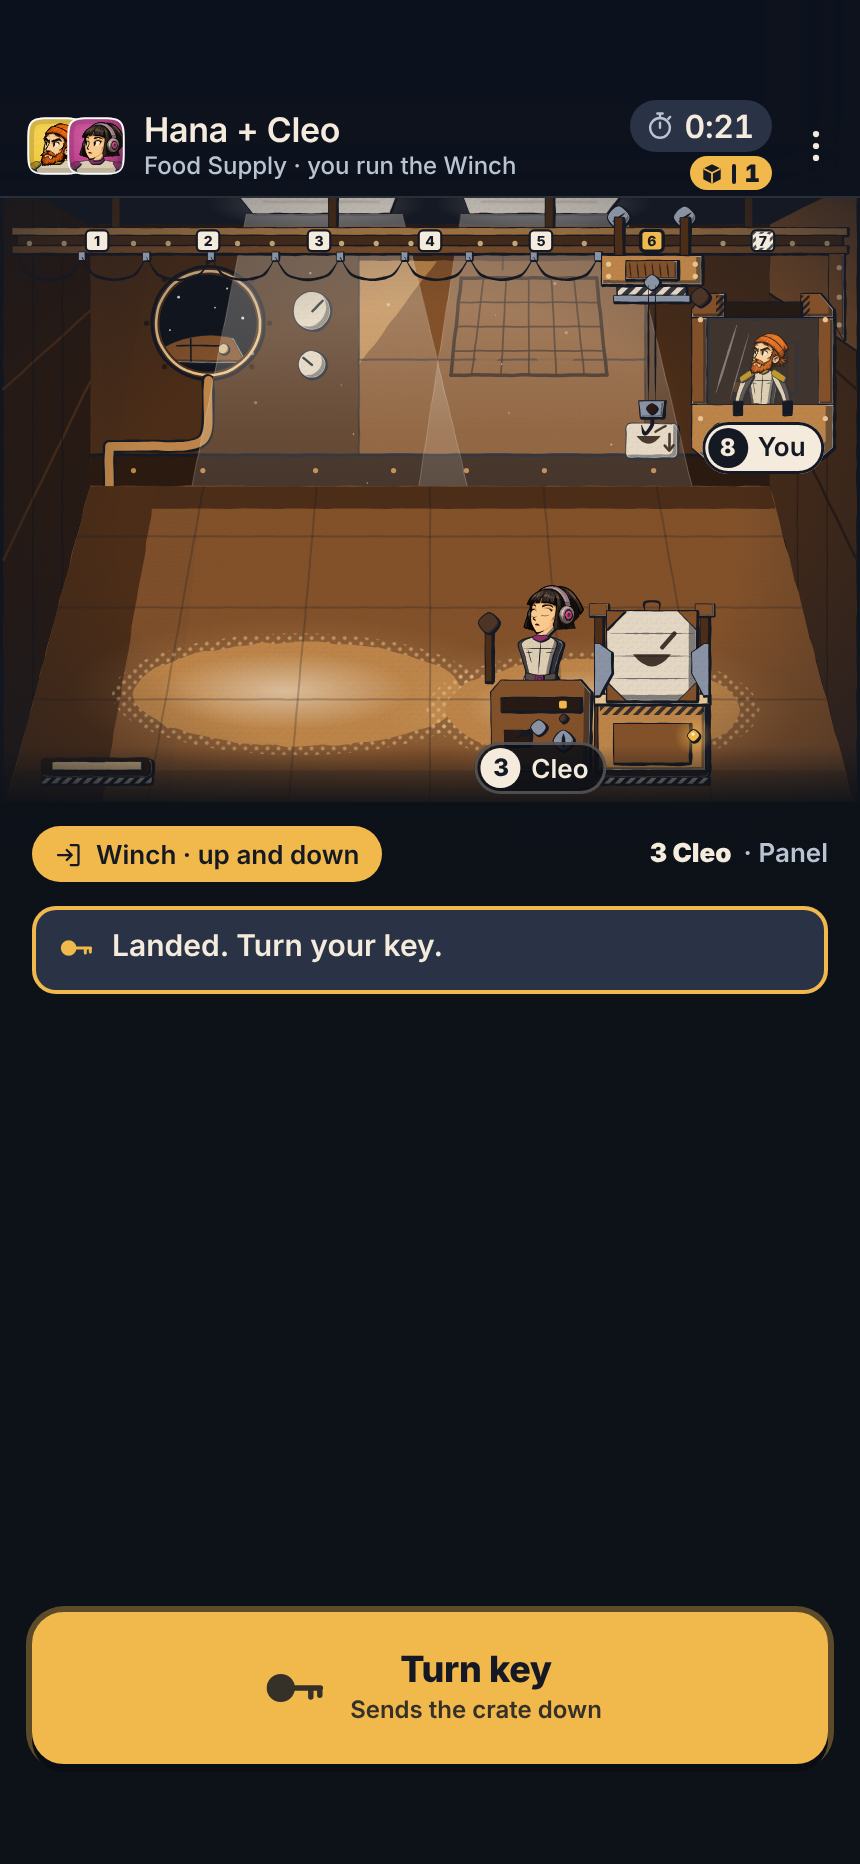 Hana + Cleo
Food Supply · you run the Winch
0:21
1
1 2 3 4 5 6 7
8 You
3 Cleo
Winch · up and down
3 Cleo · Panel
Landed. Turn your key.
Turn key
Sends the crate down